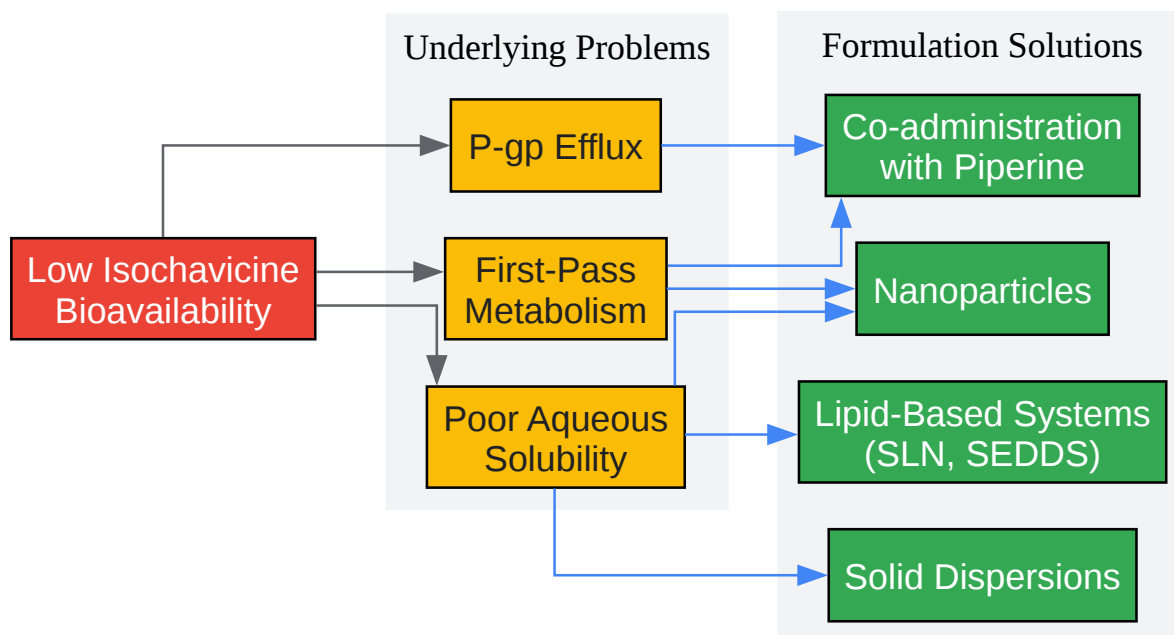 Underlying Problems
Formulation Solutions
P-gp Efflux
Co-administration
with Piperine
Low Isochavicine
Bioavailability
First-Pass
Metabolism
Nanoparticles
Poor Aqueous
Solubility
Lipid-Based Systems
(SLN, SEDDS)
Solid Dispersions